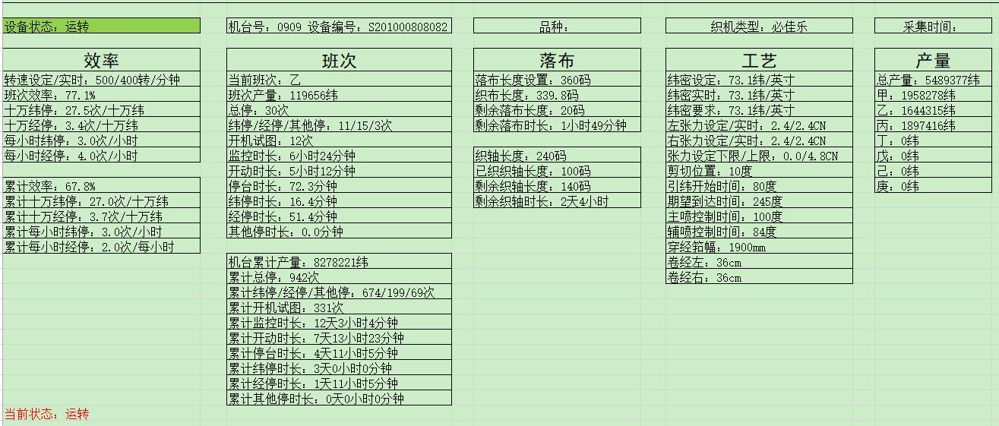 设备状态：运转
机台号：0909 设备编号：S201000808082
品种：
织机类型：必佳乐
采集时间：
效率
转速设定/实时：500/400转/分钟
班次效率：77.1%
十万纬停：27.5次/十万纬
十万经停：3.4次/十万纬
每小时纬停：3.0次/小时
每小时经停：4.0次/小时
累计效率：67.8%
累计十万纬停：27.0次/十万纬
累计十万经停：3.7次/十万纬
累计每小时纬停：3.0次/小时
累计每小时经停：2.0次/每小时
班次
当前班次：乙
班次产量：119656纬
总停：30次
纬停/经停/其他停：11/15/3次
开机试图：12次
监控时长：6小时24分钟
开动时长：5小时12分钟
停台时长：72.3分钟
纬停时长：16.4分钟
经停时长：51.4分钟
其他停时长：0.0分钟
机台累计产量：8278221纬
累计总停：942次
累计纬停/经停/其他停：674/199/69次
累计开机试图：331次
累计监控时长：12天3小时4分钟
累计开动时长：7天13小时23分钟
累计停台时长：4天11小时5分钟
累计纬停时长：3天0小时0分钟
累计经停时长：1天11小时5分钟
累计其他停时长：0天0小时0分钟
落布
落布长度设置：360码
织布长度：339.8码
剩余落布长度：20码
剩余落布时长：1小时49分钟
织轴长度：240码
已织织轴长度：100码
剩余织轴长度：140码
剩余织轴时长：2天4小时
工艺
纬密设定：73.1纬/英寸
纬密实时：73.1纬/英寸
纬密要求：73.1纬/英寸
左张力设定/实时：2.4/2.4CN
右张力设定/实时：2.4/2.4CN
张力设定下限/上限：0.0/4.8CN
剪切位置：10度
引纬开始时间：80度
期望到达时间：245度
主喷控制时间：100度
辅喷控制时间：84度
穿经筘幅：1900mm
卷经左：36cm
卷经右：36cm
产量
总产量：5489377纬
甲：1958278纬
乙：1644315纬
丙：1897416纬
丁：0纬
戊：0纬
己：0纬
庚：0纬
当前状态：运转